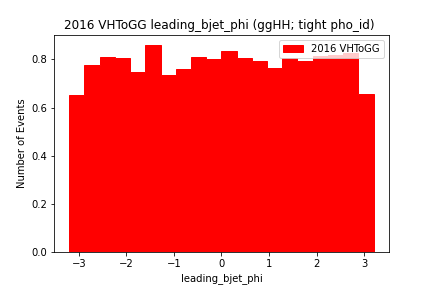 2016 VHToGG leading_bjet_phi (ggHH; tight pho_id)
2016 VHToGG
Number of Events
0.8
0.6
0.4
0.2
0.0
−3 −2 −1 0 1 2 3
leading_bjet_phi